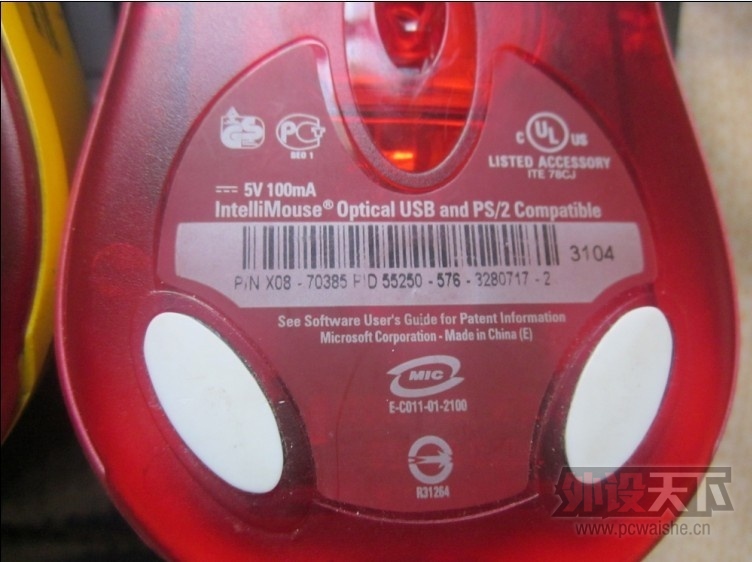 C UL US
LISTED ACCESSORY
ITE 78CJ
PCT
BEO 1
5V 100mA
IntelliMouse® Optical USB and PS/2 Compatible
3104
P/N X08 - 70385 PID 55250 - 576 - 3280717 - 2
See Software User's Guide for Patent Information
Microsoft Corporation - Made in China (E)
MIC
E-C011-01-2100
R31264
外设天下
www.pcwaishe.cn